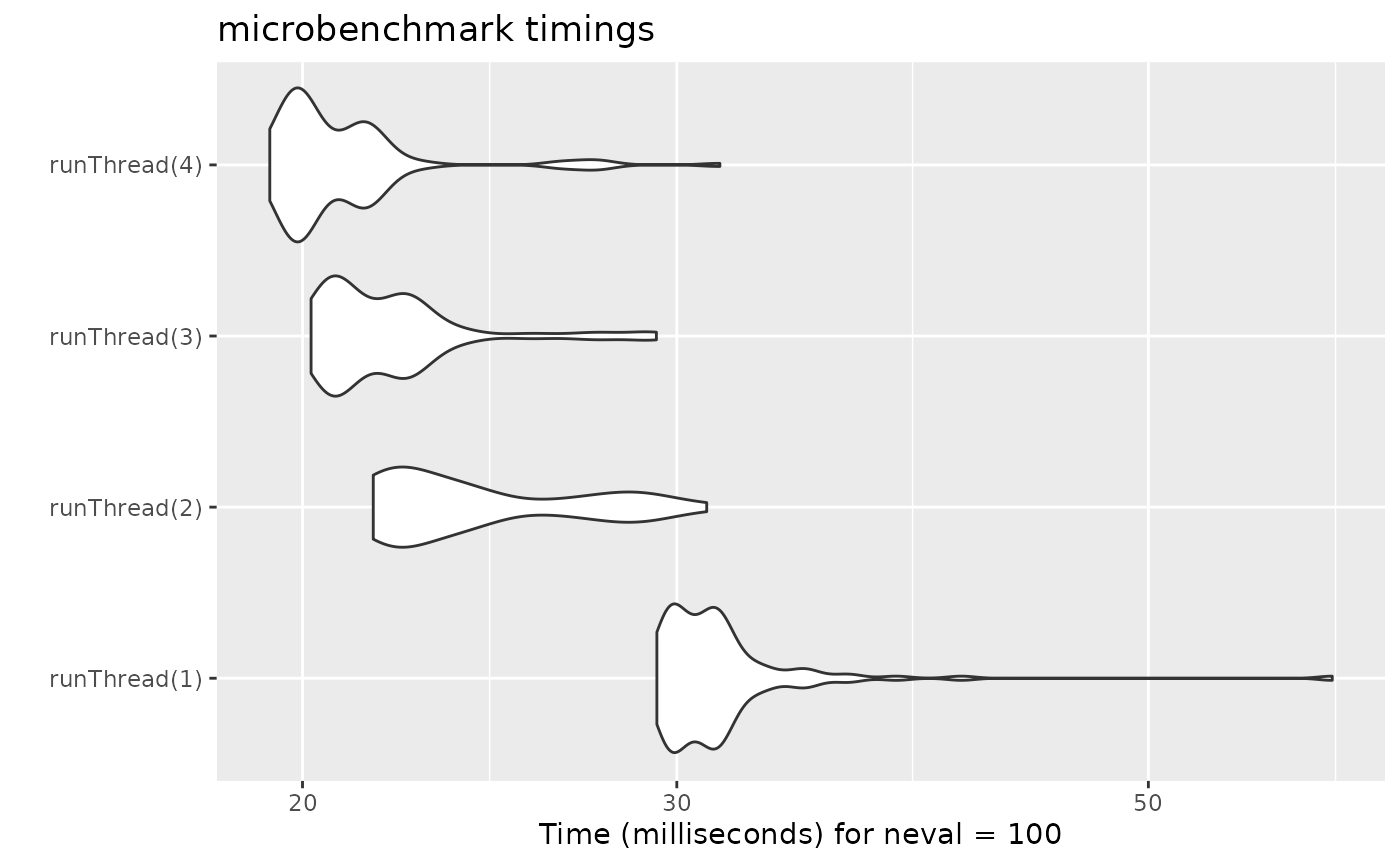 microbenchmark timings
runThread(4)
runThread(3)
runThread(2)
runThread(1)
20 30 50
Time (milliseconds) for neval = 100